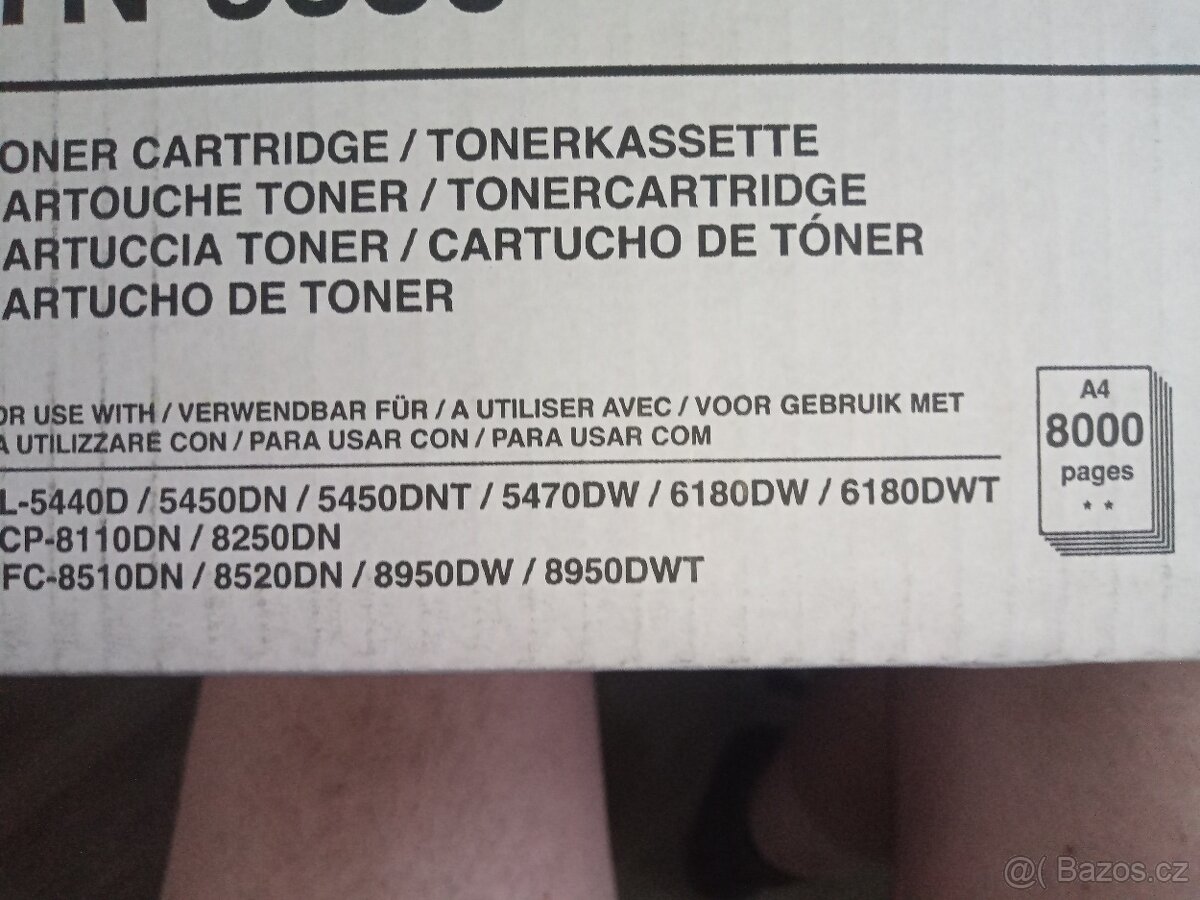 ONER CARTRIDGE / TONERKASSETTE
ARTOUCHE TONER / TONERCARTRIDGE
ARTUCCIA TONER / CARTUCHO DE TÓNER
ARTUCHO DE TONER
OR USE WITH / VERWENDBAR FÜR / A UTILISER AVEC / VOOR GEBRUIK MET
A UTILIZZARE CON / PARA USAR CON / PARA USAR COM
L-5440D / 5450DN / 5450DNT / 5470DW / 6180DW / 6180DWT
CP-8110DN / 8250DN
FC-8510DN / 8520DN / 8950DW / 8950DWT
A4
8000
pages
* *
@( Bazos.cz